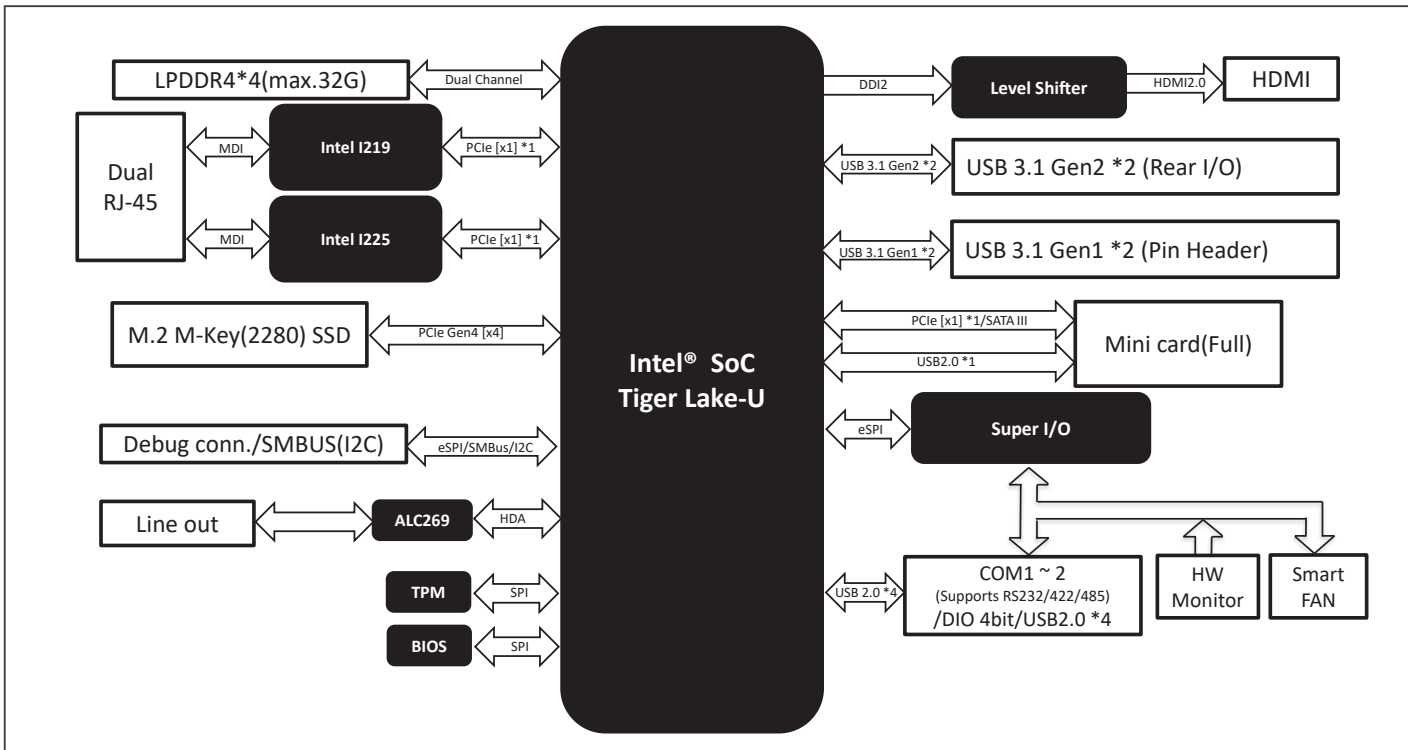 LPDDR4*4(max.32G)
Dual Channel
Dual
RJ-45
MDI
Intel I219
PCIe [x1] *1
MDI
Intel I225
PCIe [x1] *1
M.2 M-Key(2280) SSD
PCIe Gen4 [x4]
Debug conn./SMBUS(I2C)
eSPI/SMBus/I2C
Line out
ALC269
HDA
TPM
SPI
BIOS
SPI
Intel® SoC
Tiger Lake-U
DDI2
Level Shifter
HDMI2.0
HDMI
USB 3.1 Gen2 *2
USB 3.1 Gen2 *2 (Rear I/O)
USB 3.1 Gen1 *2
USB 3.1 Gen1 *2 (Pin Header)
PCIe [x1] *1/SATA III
USB2.0 *1
Mini card(Full)
eSPI
Super I/O
USB 2.0 *4
COM1 ~ 2
(Supports RS232/422/485)
/DIO 4bit/USB2.0 *4
HW
Monitor
Smart
FAN